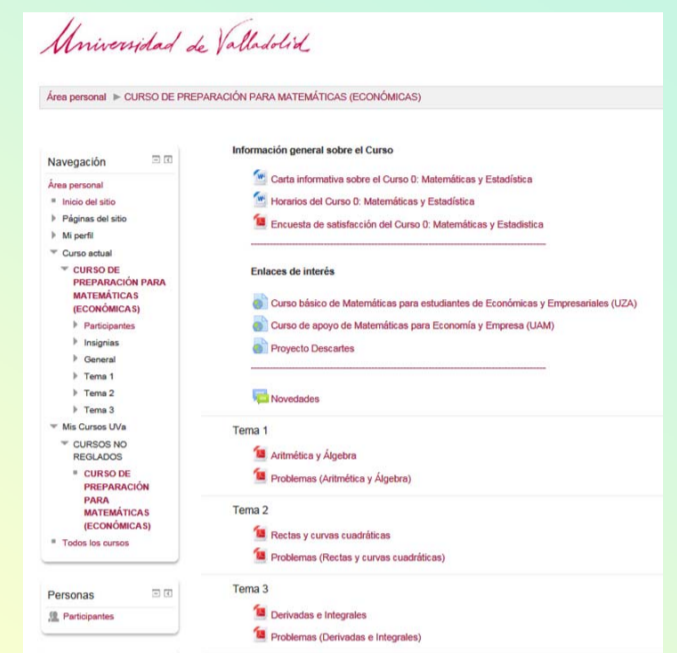 Universidad de Valladolid
Área personal ► CURSO DE PREPARACIÓN PARA MATEMÁTICAS (ECONÓMICAS)
Navegación
Área personal
Inicio del sitio
Páginas del sitio
Mi perfil
Curso actual
CURSO DE
PREPARACIÓN PARA
MATEMÁTICAS
(ECONÓMICAS)
Participantes
Insignias
General
Tema 1
Tema 2
Tema 3
Mis Cursos UVa
CURSOS NO
REGLADOS
CURSO DE
PREPARACIÓN
PARA
MATEMÁTICAS
(ECONÓMICAS)
Todos los cursos
Personas
Participantes
Información general sobre el Curso
Carta informativa sobre el Curso 0: Matemáticas y Estadística
Horarios del Curso 0: Matemáticas y Estadística
Encuesta de satisfacción del Curso 0: Matemáticas y Estadistica
Enlaces de interés
Curso básico de Matemáticas para estudiantes de Económicas y Empresariales (UZA)
Curso de apoyo de Matemáticas para Economía y Empresa (UAM)
Proyecto Descartes
Novedades
Tema 1
Aritmética y Álgebra
Problemas (Aritmética y Álgebra)
Tema 2
Rectas y curvas cuadráticas
Problemas (Rectas y curvas cuadráticas)
Tema 3
Derivadas e Integrales
Problemas (Derivadas e Integrales)